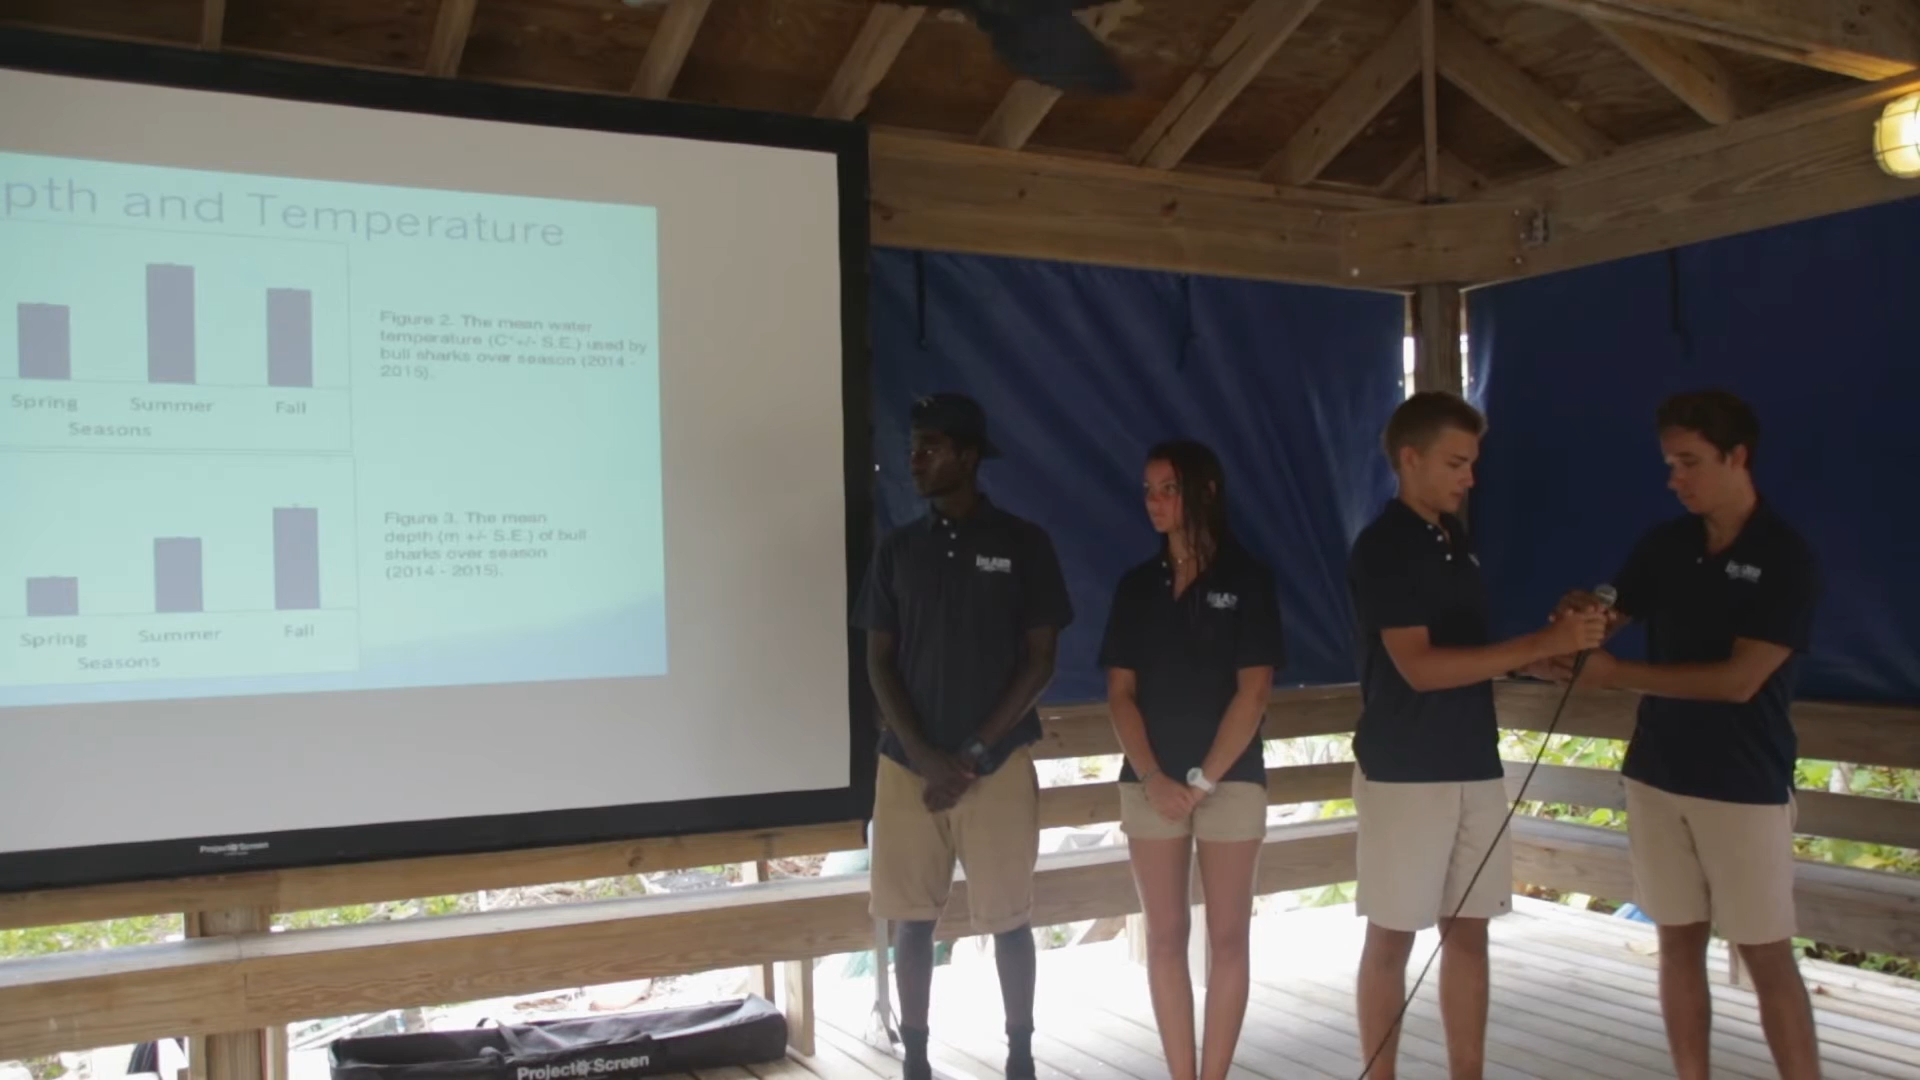 pth and Temperature
Spring Summer Fall
Seasons
Figure 2. The mean water
temperature (C°+/- S.E.) used by
bull sharks over season (2014 -
2015).
Spring Summer Fall
Seasons
Figure 3. The mean
depth (m +/- S.E.) of bull
sharks over season
(2014 - 2015).
Project Screen
Project Screen